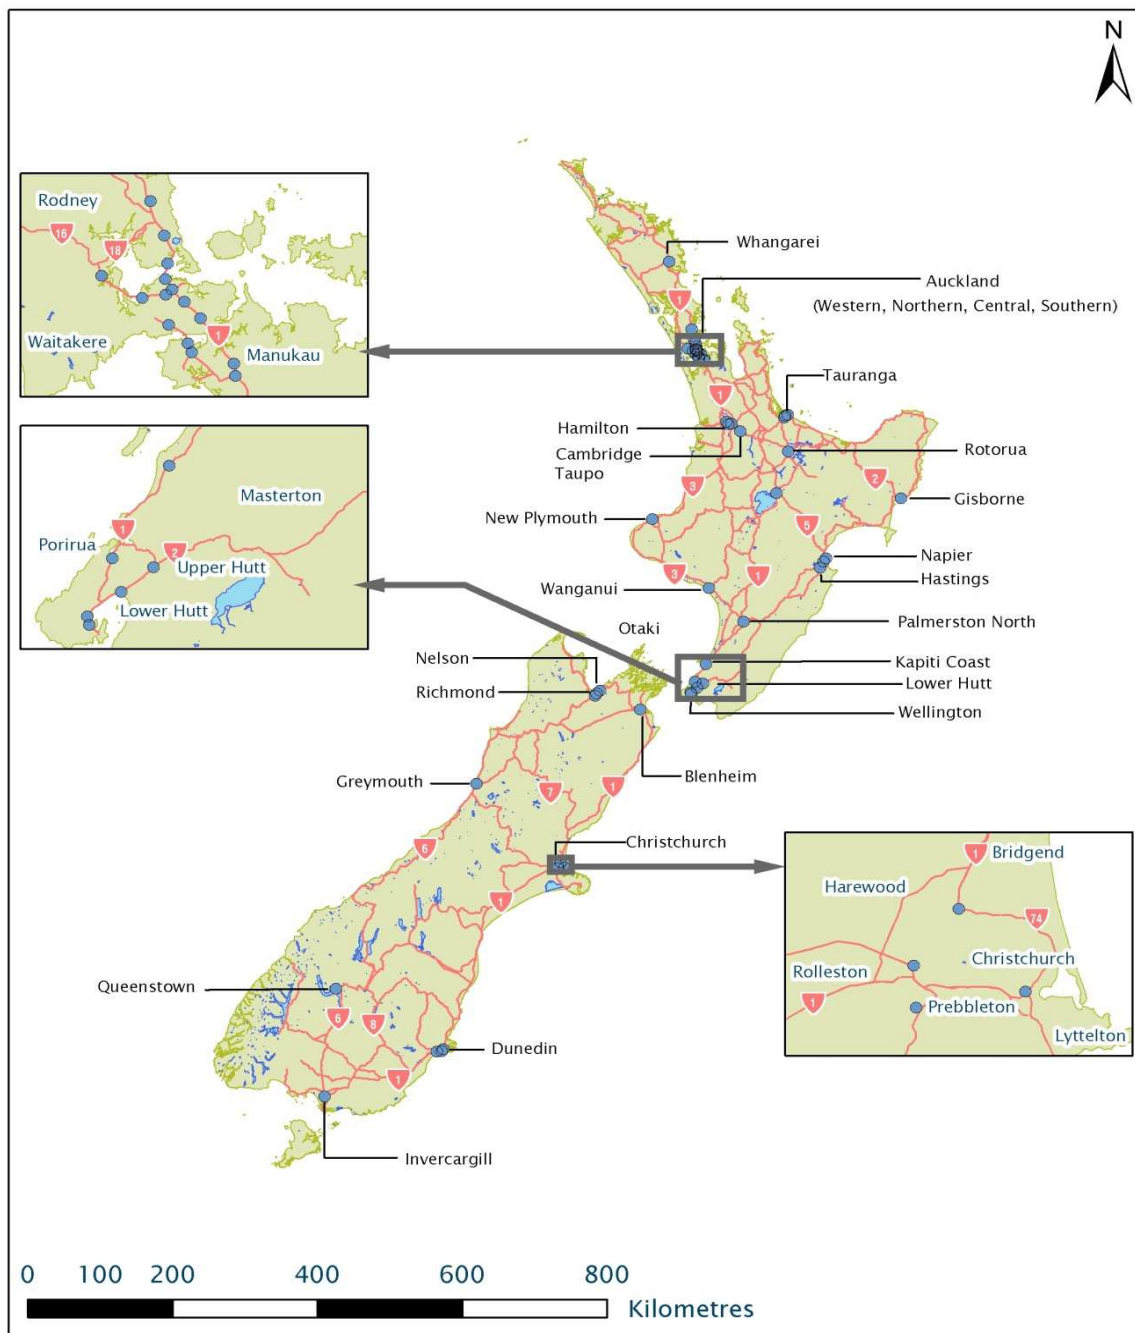 N
Rodney
16
18
Waitakere
1
Manukau
Whangarei
1
Auckland
(Western, Northern, Central, Southern)
1
Tauranga
Hamilton
Cambridge
Taupo
Rotorua
3
2
Gisborne
New Plymouth
5
Napier
Hastings
3
1
Wanganui
Palmerston North
Otaki
Kapiti Coast
Lower Hutt
Wellington
Masterton
1
Porirua
2
Upper Hutt
Lower Hutt
Nelson
Richmond
Blenheim
Greymouth
7
1
6
Christchurch
1
1
Bridgend
Harewood
74
Christchurch
Rolleston
1
Prebbleton
Lyttelton
Queenstown
6
8
Dunedin
1
Invercargill
0 100 200 400 600 800
Kilometres